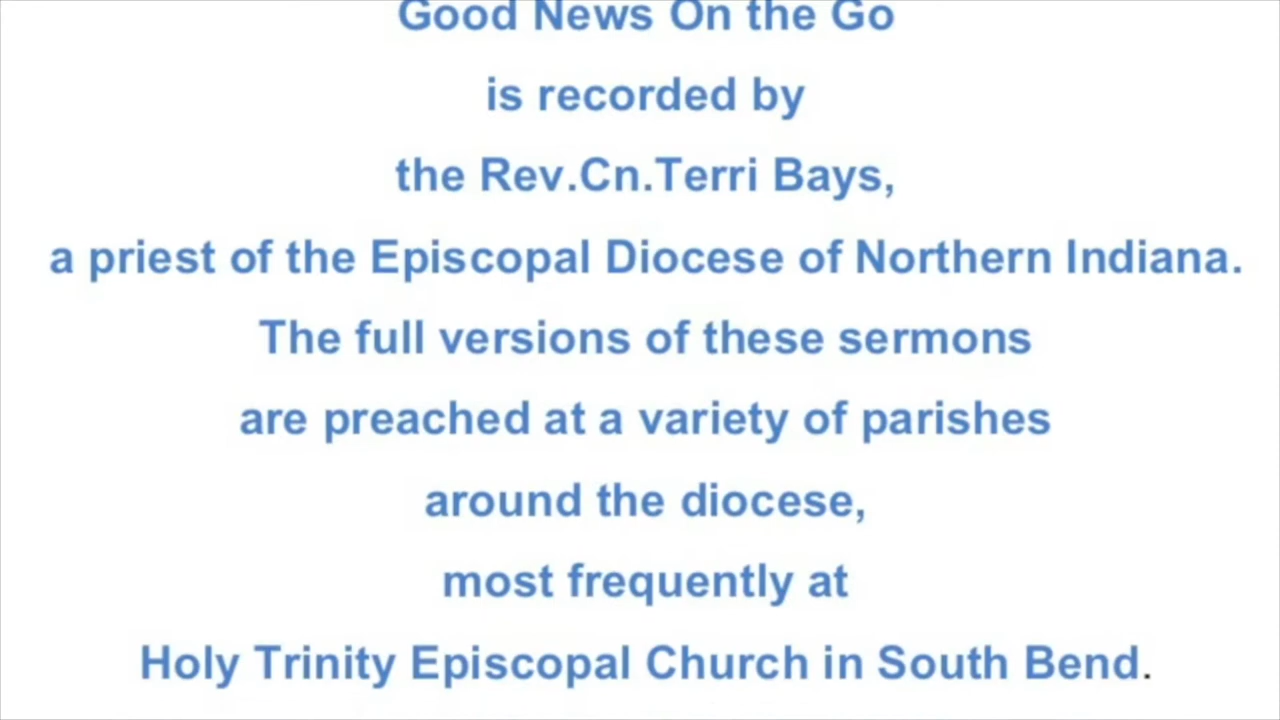 Good News On the Go
is recorded by
the Rev.Cn.Terri Bays,
a priest of the Episcopal Diocese of Northern Indiana.
The full versions of these sermons
are preached at a variety of parishes
around the diocese,
most frequently at
Holy Trinity Episcopal Church in South Bend.